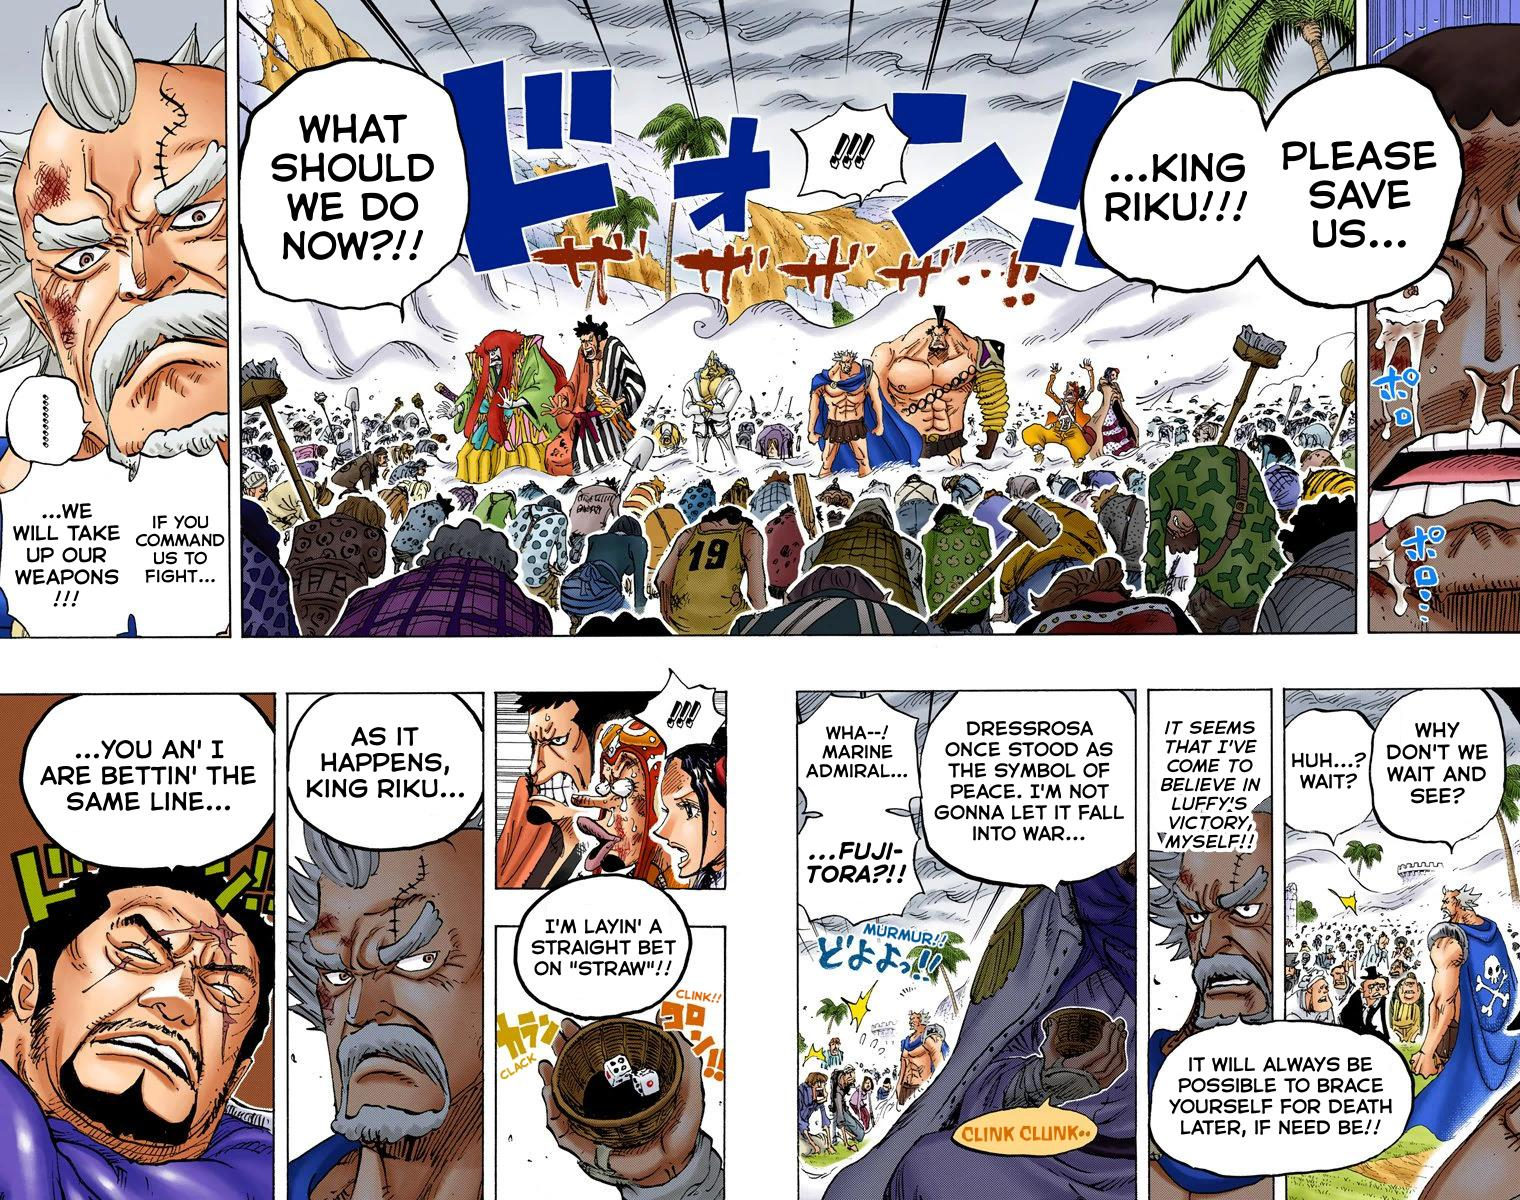 PLEASE
SAVE
US...
...KING
RIKU!!!
ポロ
ポロ...
!!!
ドォン!!
ザザザザ...!!
WHAT
SHOULD
WE DO
NOW?!!
19
IF YOU
COMMAND
US TO
FIGHT...
...WE
WILL TAKE
UP OUR
WEAPONS
!!!
..........
WHY
DON'T WE
WAIT AND
SEE?
HUH...?
WAIT?
IT WILL ALWAYS BE
POSSIBLE TO BRACE
YOURSELF FOR DEATH
LATER, IF NEED BE!!
IT SEEMS
THAT I'VE
COME TO
BELIEVE IN
LUFFY'S
VICTORY,
MYSELF!!
DRESSROSA
ONCE STOOD AS
THE SYMBOL OF
PEACE. I'M NOT
GONNA LET IT FALL
INTO WAR...
WHA--!
MARINE
ADMIRAL...
...FUJI-
TORA?!!
MURMUR!!
どよよっ!!
CLINK CLUNK..
!!!
I'M LAYIN' A
STRAIGHT BET
ON "STRAW"!!
CLINK!!
コロン!!
カラン
CLACK
AS IT
HAPPENS,
KING RIKU...
...YOU AN' I
ARE BETTIN' THE
SAME LINE...
ドン!!